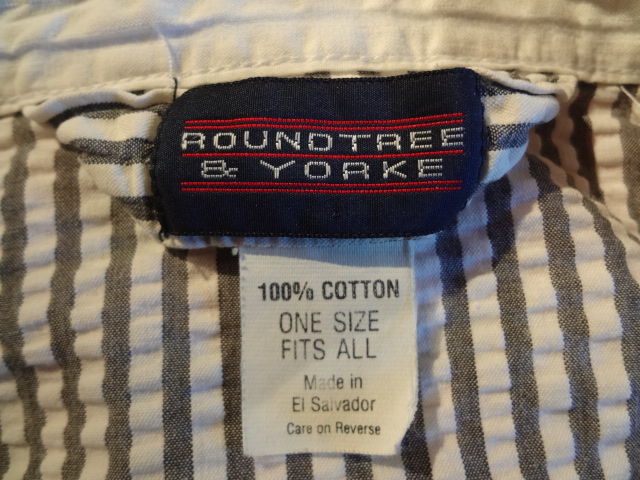 ROUNDTREE
& YORKE
100% COTTON
ONE SIZE
FITS ALL
Made in
El Salvador
Care on Reverse